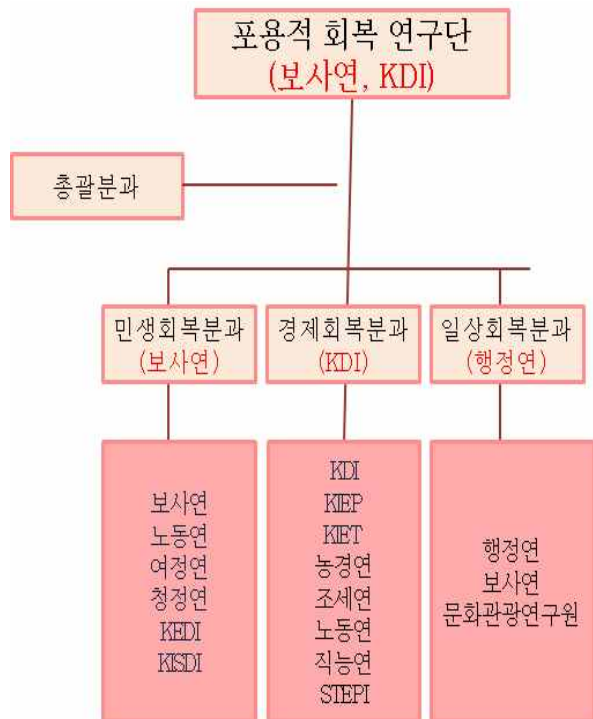 포용적 회복 연구단
(보사연, KDI)
총괄분과
민생회복분과
(보사연)
경제회복분과
(KDI)
일상회복분과
(행정연)
보사연
노동연
여정연
청정연
KEDI
KISDI
KDI
KIEP
KIET
농경연
조세연
노동연
직능연
STEPI
행정연
보사연
문화관광연구원